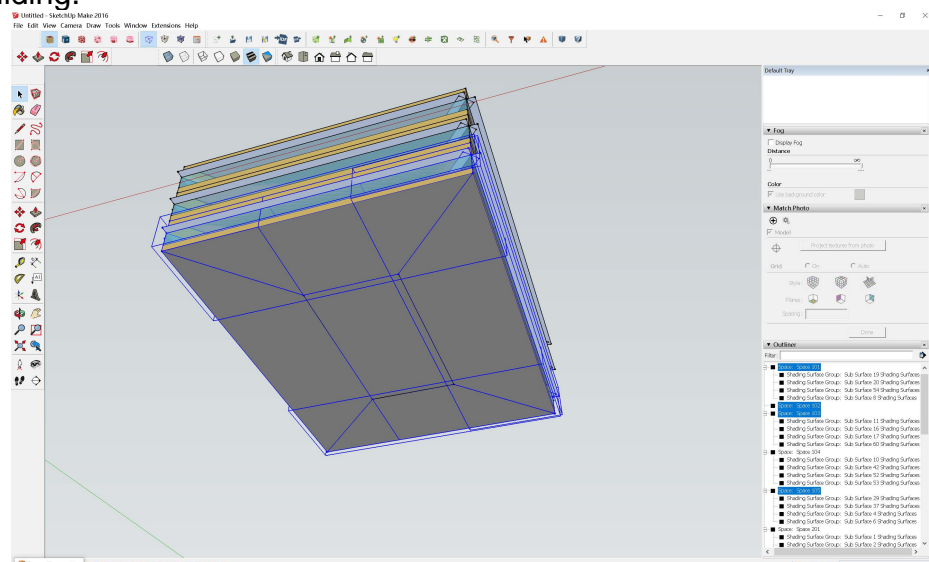 ilding.
Untitled - SketchUp Make 2016
File Edit View Camera Draw Tools Window Extensions Help
Default Tray
Fog
Display Fog
Distance
0 ∞
Color
Use background color
Match Photo
Model
Project textures from photo
Grid: On Auto
Style:
Planes:
Spacing:
Done
Outliner
Filter:
Space: Space 101
Shading Surface Group: Sub Surface 19 Shading Surfaces
Shading Surface Group: Sub Surface 20 Shading Surfaces
Shading Surface Group: Sub Surface 54 Shading Surfaces
Shading Surface Group: Sub Surface 8 Shading Surfaces
Space: Space 102
Space: Space 103
Shading Surface Group: Sub Surface 11 Shading Surfaces
Shading Surface Group: Sub Surface 16 Shading Surfaces
Shading Surface Group: Sub Surface 17 Shading Surfaces
Shading Surface Group: Sub Surface 60 Shading Surfaces
Space: Space 104
Shading Surface Group: Sub Surface 10 Shading Surfaces
Shading Surface Group: Sub Surface 42 Shading Surfaces
Shading Surface Group: Sub Surface 52 Shading Surfaces
Shading Surface Group: Sub Surface 53 Shading Surfaces
Space: Space 105
Shading Surface Group: Sub Surface 29 Shading Surfaces
Shading Surface Group: Sub Surface 37 Shading Surfaces
Shading Surface Group: Sub Surface 4 Shading Surfaces
Shading Surface Group: Sub Surface 6 Shading Surfaces
Space: Space 201
Shading Surface Group: Sub Surface 1 Shading Surfaces
Shading Surface Group: Sub Surface 2 Shading Surfaces